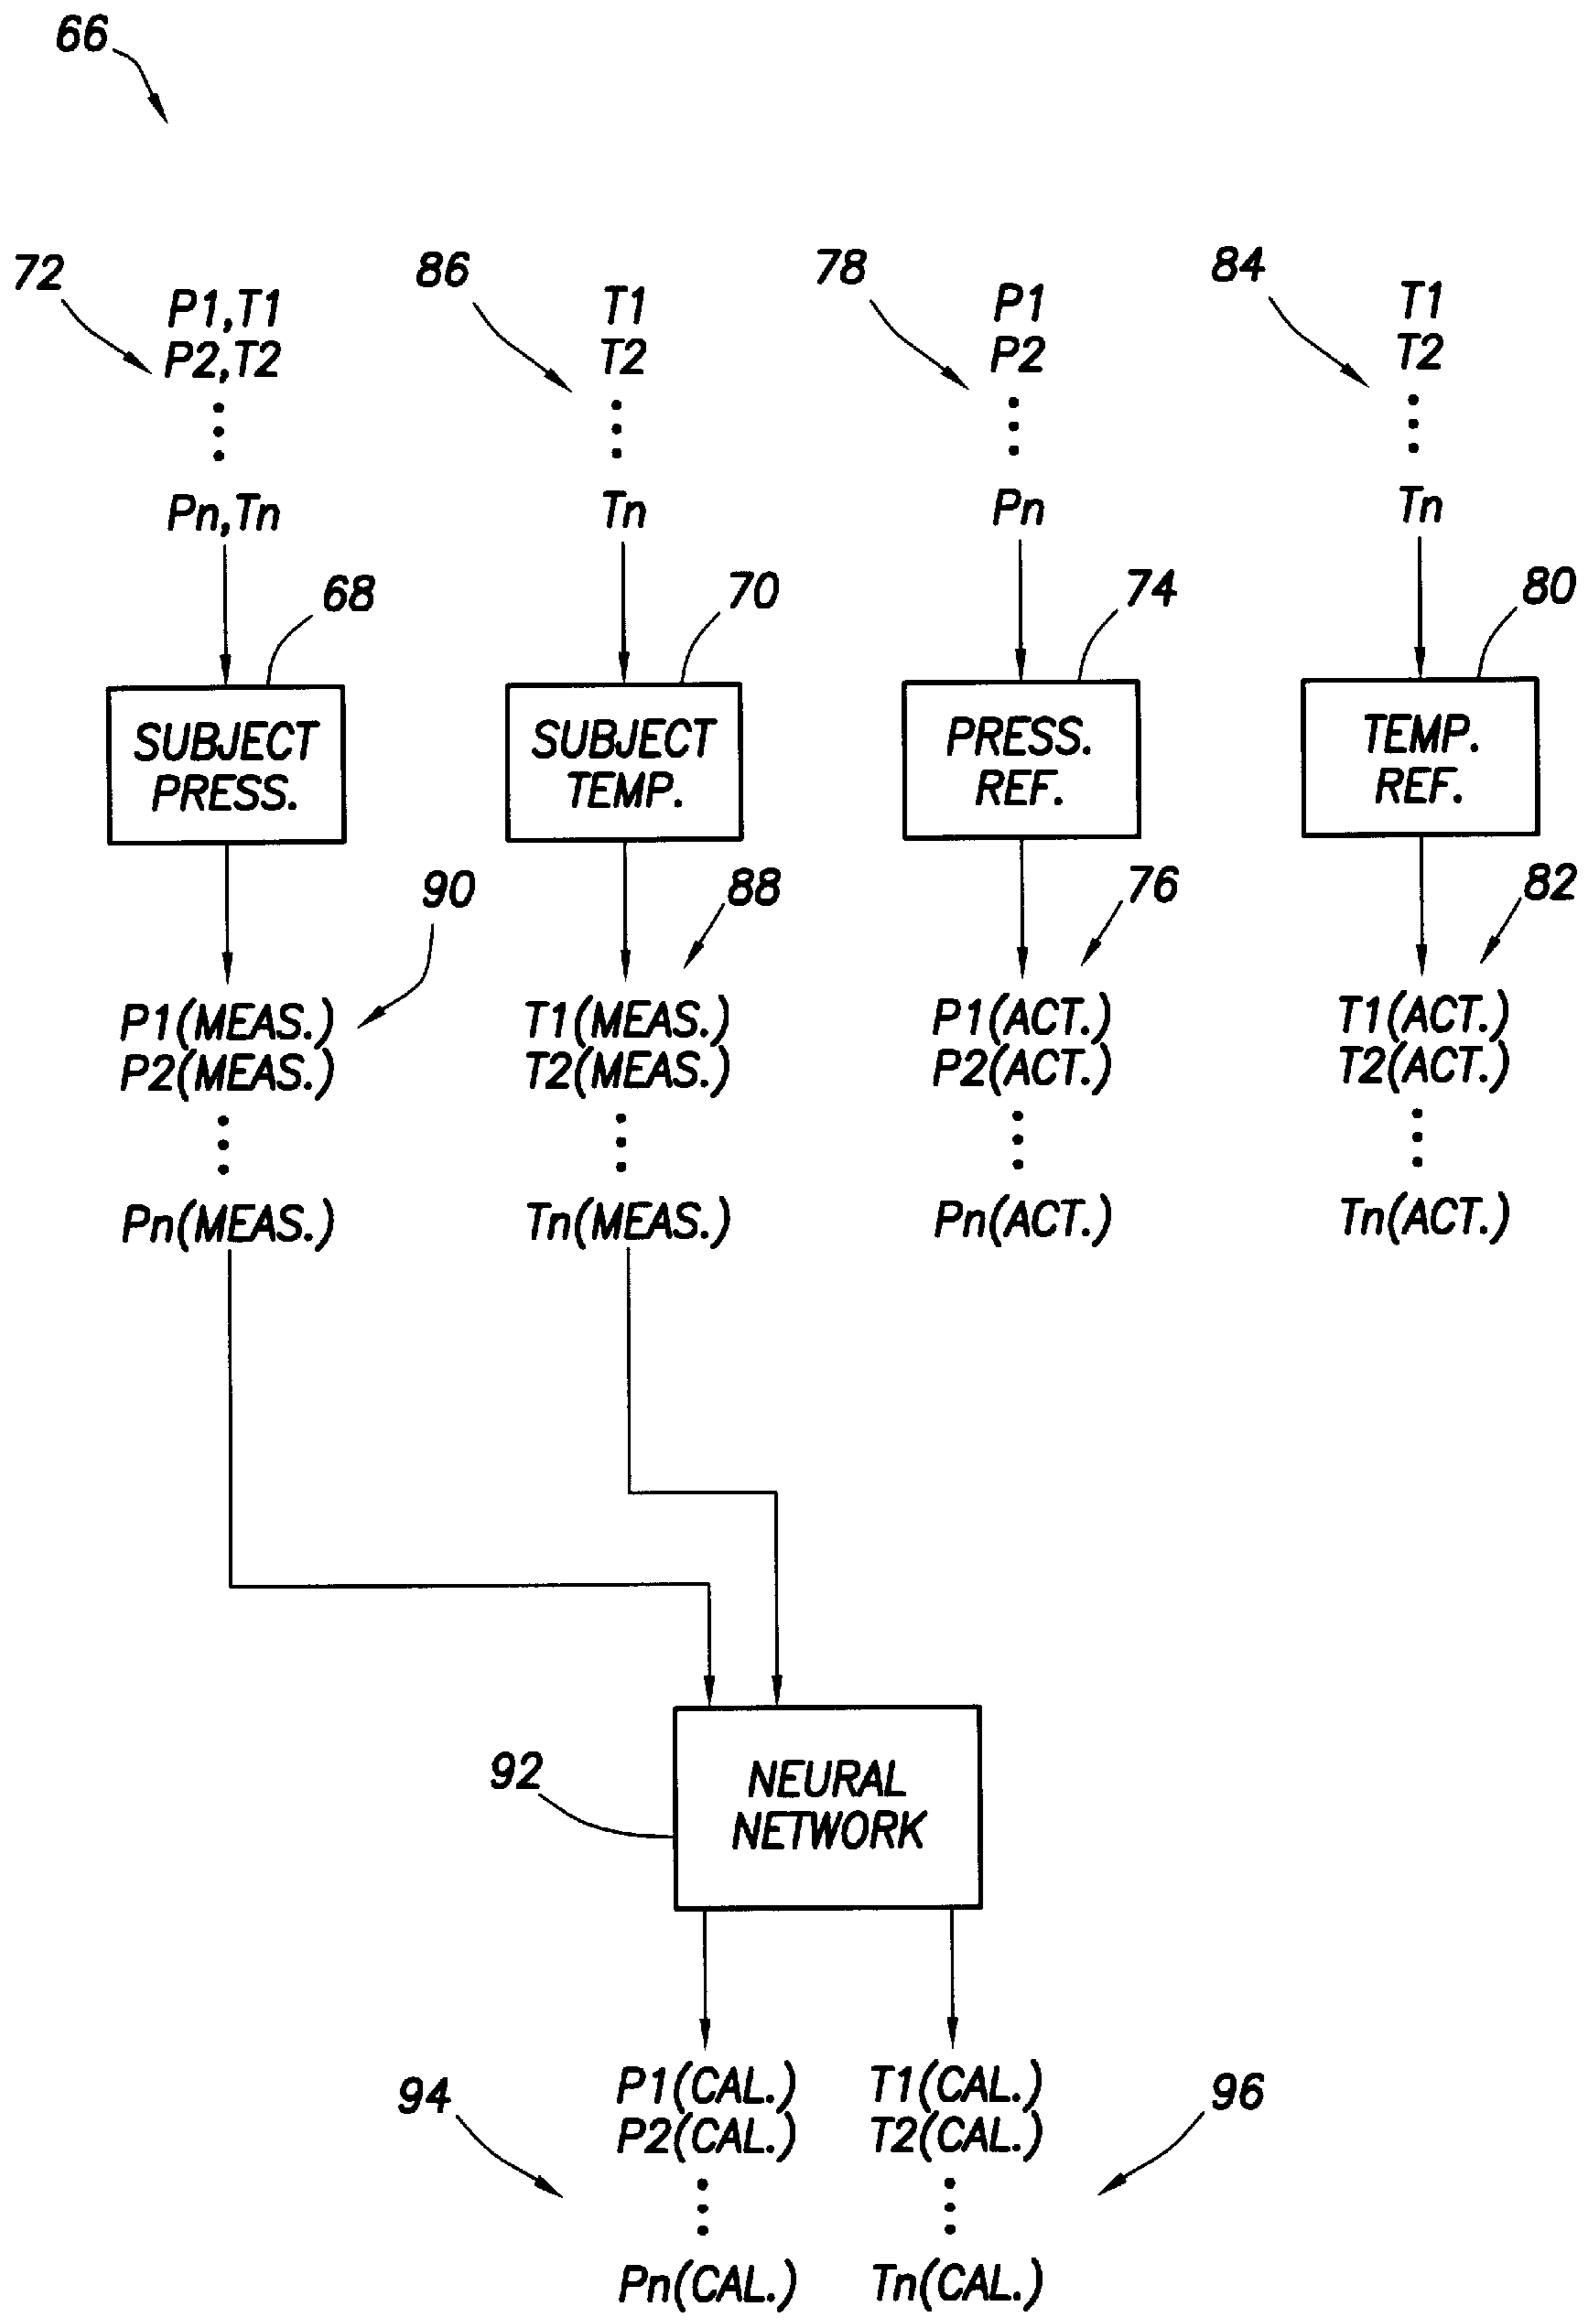 66
72
86
78
84
P1,T1
P2,T2
Pn,Tn
T1
T2
Tn
P1
P2
Pn
T1
T2
Tn
68
70
74
80
SUBJECT
PRESS.
SUBJECT
TEMP.
PRESS.
REF.
TEMP.
REF.
90
88
76
82
P1(MEAS.)
P2(MEAS.)
Pn(MEAS.)
T1(MEAS.)
T2(MEAS.)
Tn(MEAS.)
P1(ACT.)
P2(ACT.)
Pn(ACT.)
T1(ACT.)
T2(ACT.)
Tn(ACT.)
92
NEURAL
NETWORK
94
P1(CAL.)
P2(CAL.)
Pn(CAL.)
T1(CAL.)
T2(CAL.)
Tn(CAL.)
96